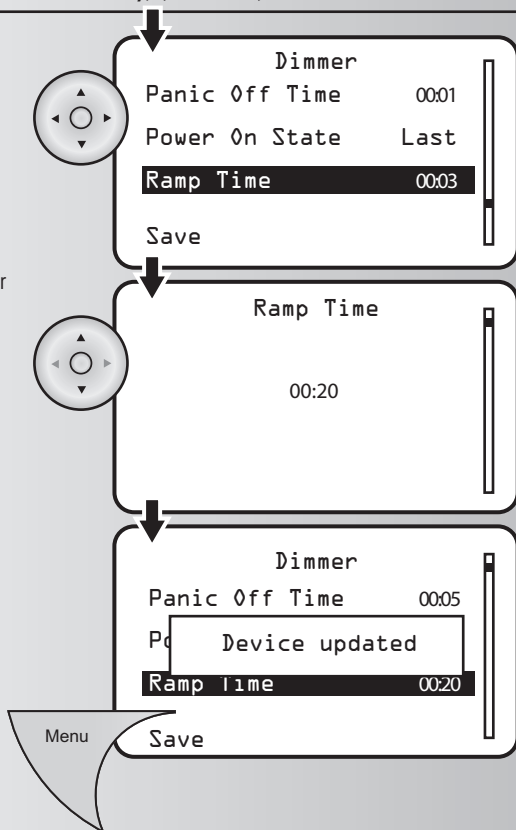 Dimmer
Panic Off Time 00:01
Power On State Last
Ramp Time 00:03
Save
r
Ramp Time
00:20
Dimmer
Panic Off Time 00:05
Po
Device updated
Ramp Time 00:20
Menu
Save